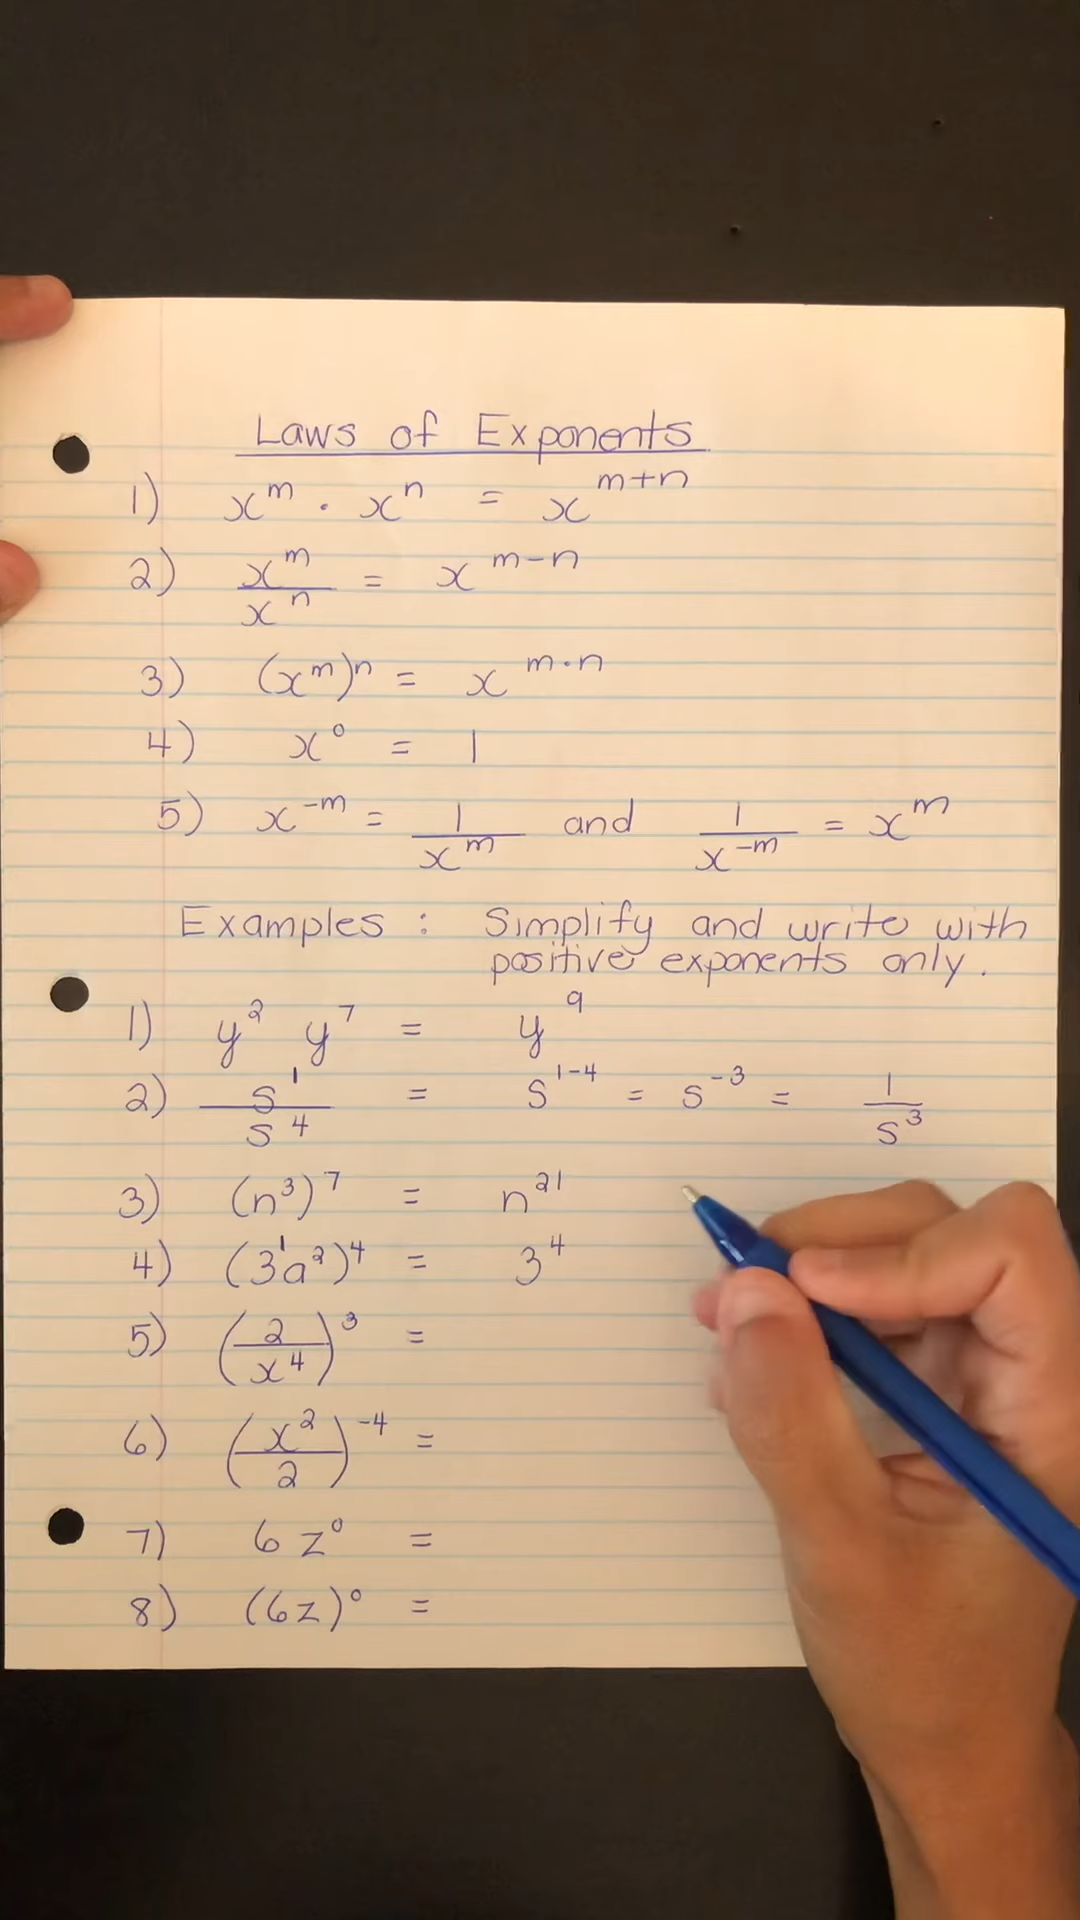 Laws of Exponents
1) x^m · x^n = x^(m+n)
2) x^m / x^n = x^(m-n)
3) (x^m)^n = x^(m·n)
4) x^0 = 1
5) x^-m = 1 / x^m and 1 / x^-m = x^m
Examples : Simplify and write with
positive exponents only.
1) y^2 y^7 = y^9
2) s^1 / s^4 = s^(1-4) = s^-3 = 1 / s^3
3) (n^3)^7 = n^21
4) (3^1 a^2)^4 = 3^4
5) (2 / x^4)^3 =
6) (x^2 / 2)^-4 =
7) 6 z^0 =
8) (6z)^0 =